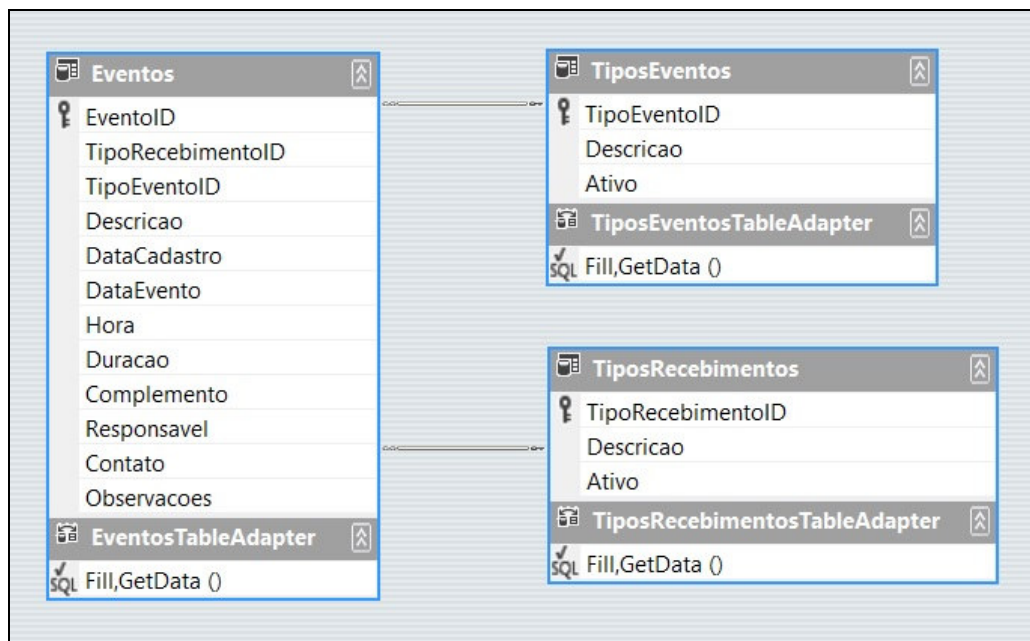 Eventos
EventoID
TipoRecebimentoID
TipoEventoID
Descricao
DataCadastro
DataEvento
Hora
Duracao
Complemento
Responsavel
Contato
Observacoes
EventosTableAdapter
SQL Fill,GetData ()
TiposEventos
TipoEventoID
Descricao
Ativo
TiposEventosTableAdapter
SQL Fill,GetData ()
TiposRecebimentos
TipoRecebimentoID
Descricao
Ativo
TiposRecebimentosTableAdapter
SQL Fill,GetData ()